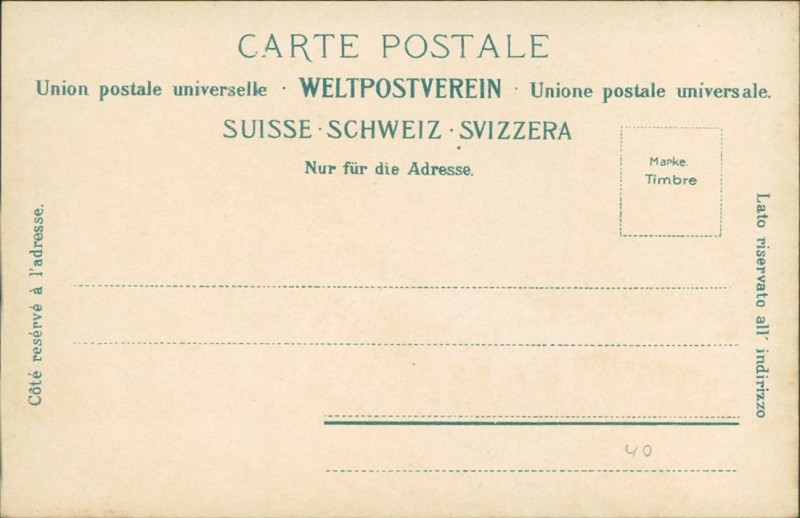 CARTE POSTALE
Union postale universelle · WELTPOSTVEREIN · Unione postale universale.
SUISSE · SCHWEIZ · SVIZZERA
Nur für die Adresse.
Marke.
Timbre
Côté resérvé à l'adresse.
Lato riservato all' indirizzo
40